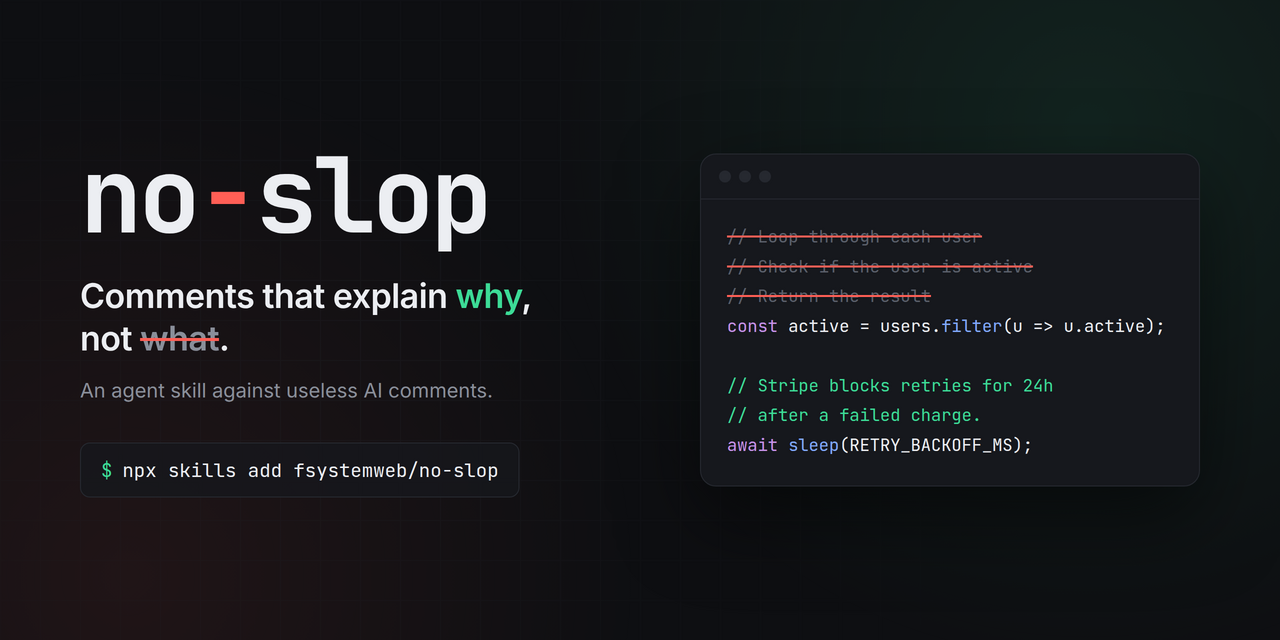 no-slop
Comments that explain why,
not what.
An agent skill against useless AI comments.
$ npx skills add fsystemweb/no-slop
// Loop through each user
// Check if the user is active
// Return the result
const active = users.filter(u => u.active);
// Stripe blocks retries for 24h
// after a failed charge.
await sleep(RETRY_BACKOFF_MS);